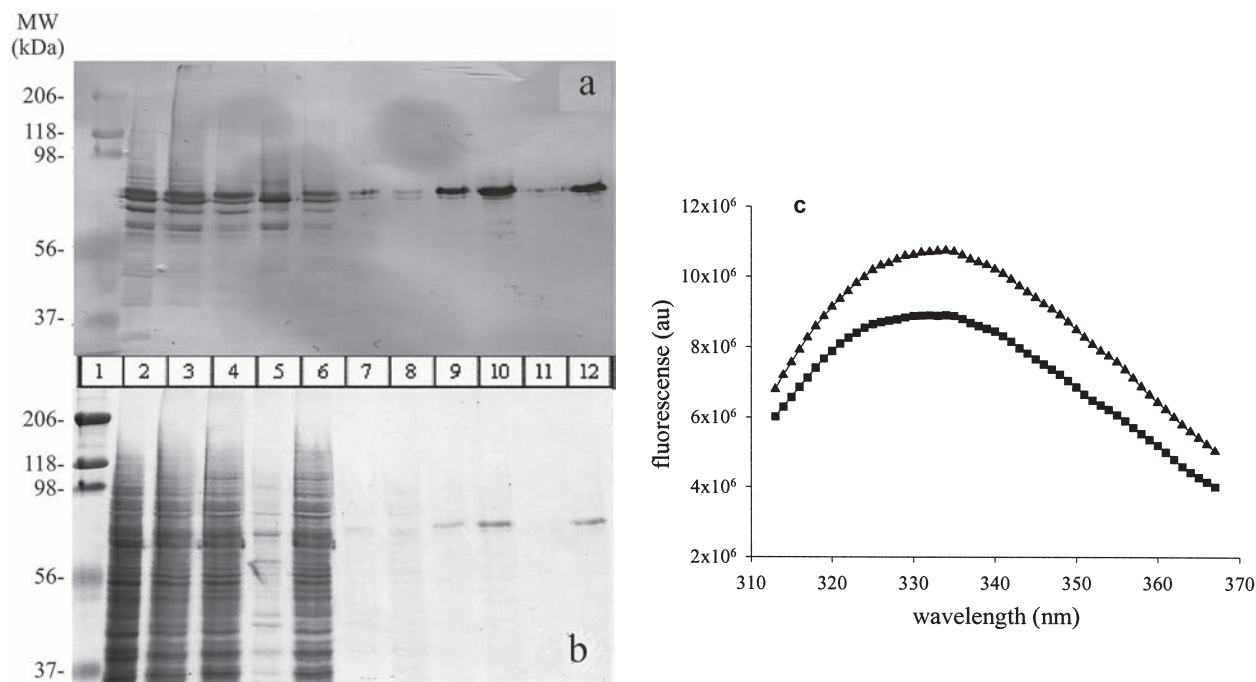 MW
(kDa)
a
206-
118-
98-
56-
37-
1 2 3 4 5 6 7 8 9 10 11 12
206-
118-
98-
56-
37-
b
c
12x10⁶
10x10⁶
8x10⁶
6x10⁶
4x10⁶
2x10⁶
fluorescense (au)
310 320 330 340 350 360 370
wavelength (nm)